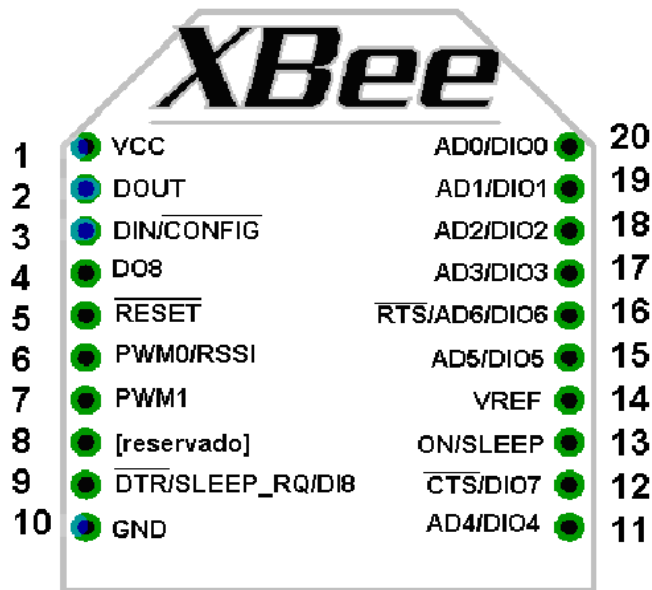 XBee
1 VCC AD0/DIO0 20
2 DOUT AD1/DIO1 19
3 DIN/CONFIG AD2/DIO2 18
4 DO8 AD3/DIO3 17
5 RESET RTS/AD6/DIO6 16
6 PWM0/RSSI AD5/DIO5 15
7 PWM1 VREF 14
8 [reservado] ON/SLEEP 13
9 DTR/SLEEP_RQ/DI8 CTS/DIO7 12
10 GND AD4/DIO4 11